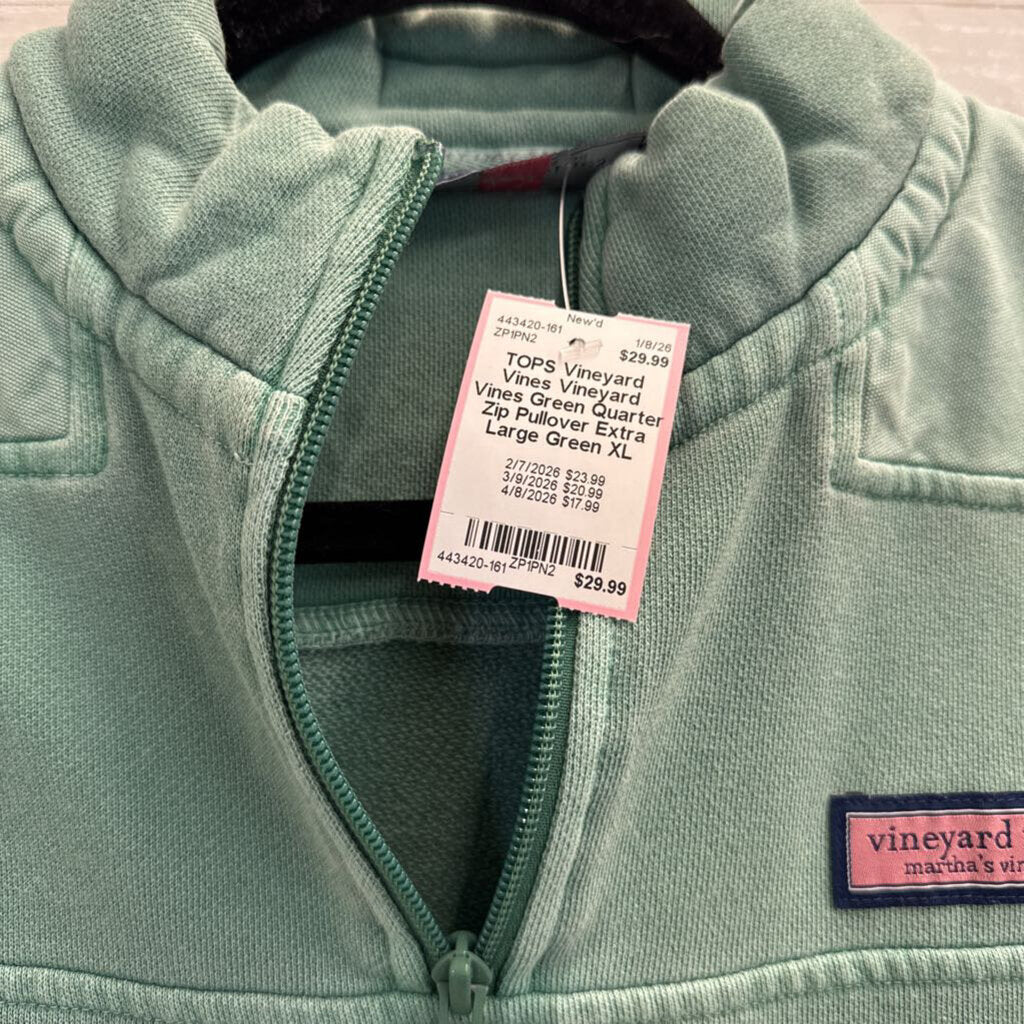 New'd
443420-161
ZP1PN2
1/8/26
$29.99
TOPS Vineyard
Vines Vineyard
Vines Green Quarter
Zip Pullover Extra
Large Green XL
2/7/2026 $23.99
3/9/2026 $20.99
4/8/2026 $17.99
443420-161 ZP1PN2
$29.99
vineyard
martha's